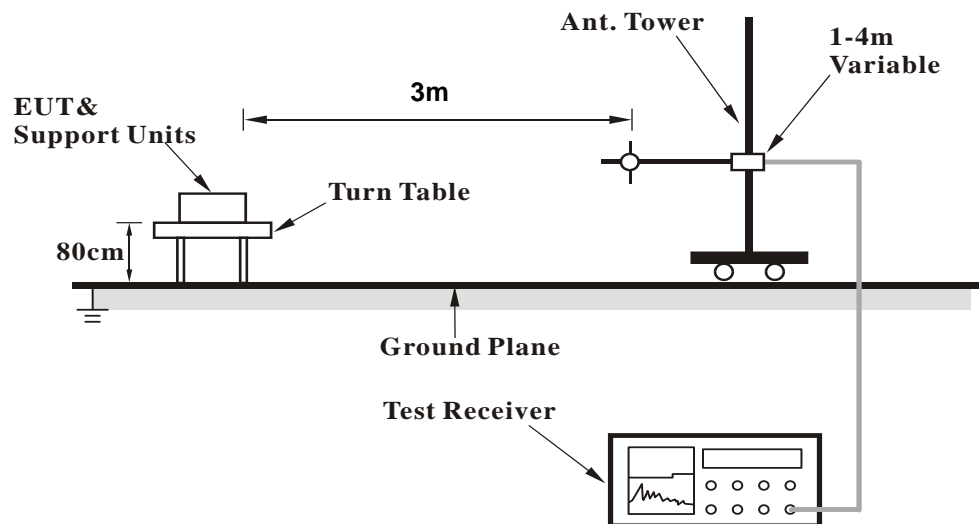 Ant. Tower
1-4m
Variable
3m
EUT&
Support Units
Turn Table
80cm
Ground Plane
Test Receiver